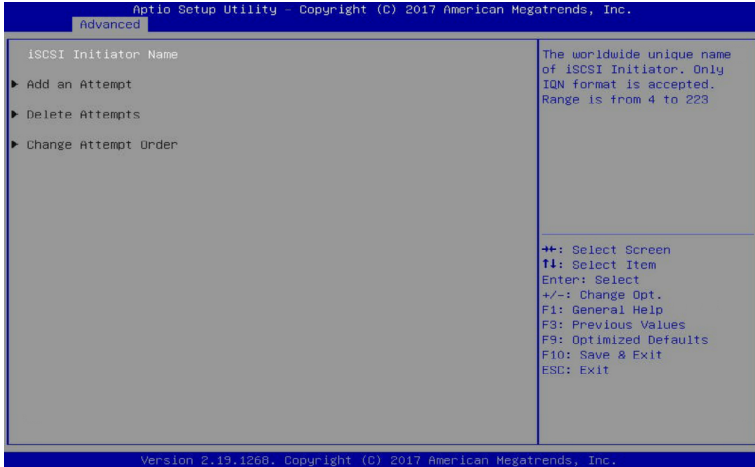 Aptio Setup Utility – Copyright (C) 2017 American Megatrends, Inc.
Advanced
iSCSI Initiator Name
▶ Add an Attempt
▶ Delete Attempts
▶ Change Attempt Order
The worldwide unique name
of iSCSI Initiator. Only
IQN format is accepted.
Range is from 4 to 223
→←: Select Screen
↑↓: Select Item
Enter: Select
+/-: Change Opt.
F1: General Help
F3: Previous Values
F9: Optimized Defaults
F10: Save & Exit
ESC: Exit
Version 2.19.1268. Copyright (C) 2017 American Megatrends, Inc.